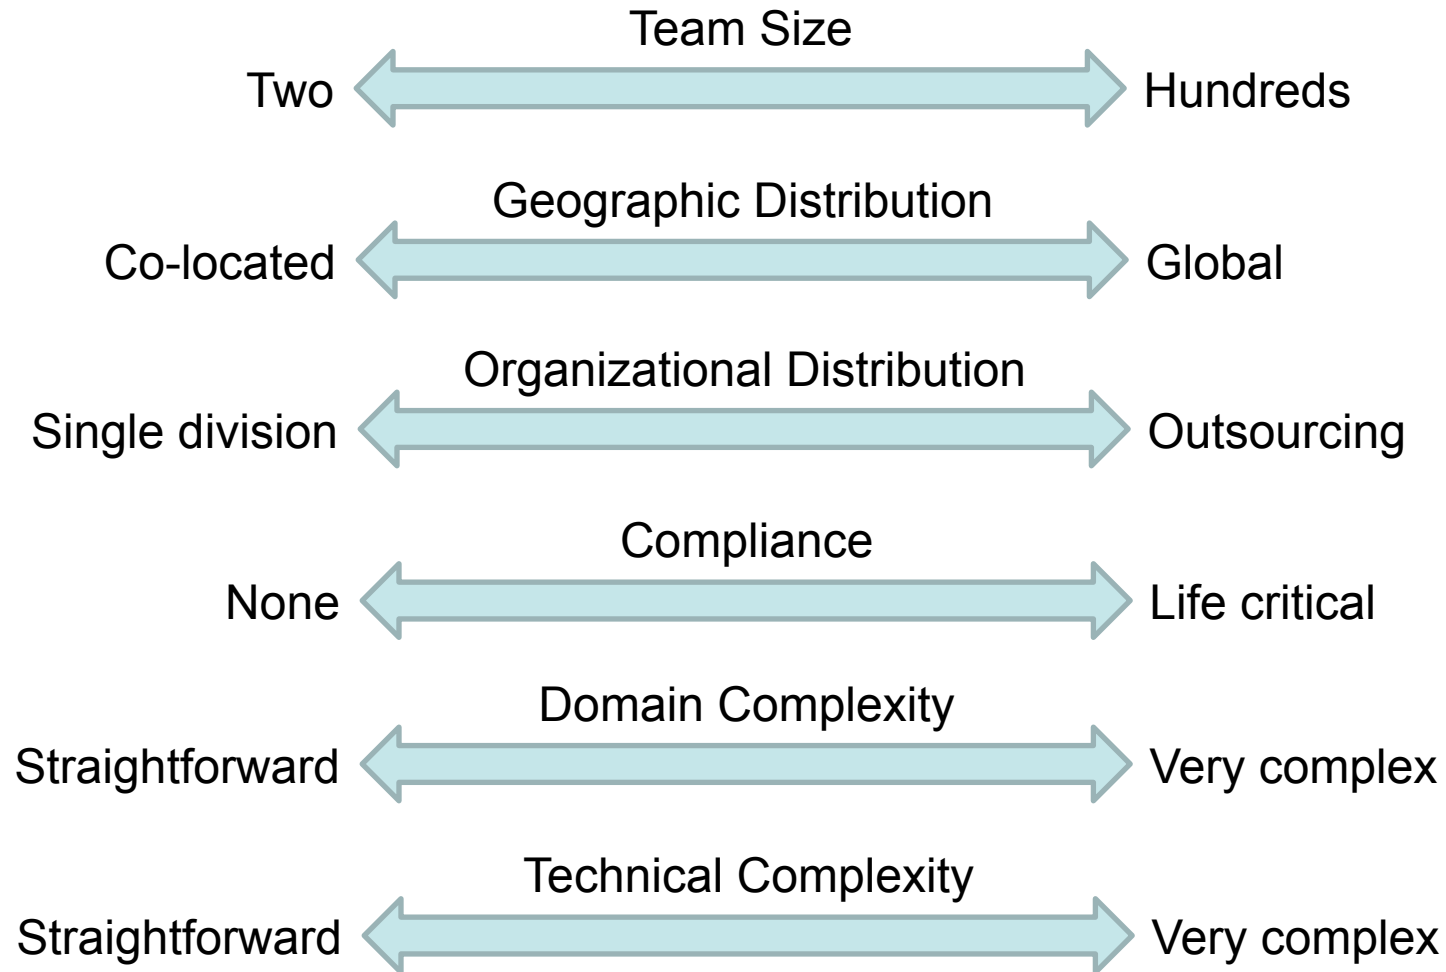 Team Size
Two Hundreds
Geographic Distribution
Co-located Global
Organizational Distribution
Single division Outsourcing
Compliance
None Life critical
Domain Complexity
Straightforward Very complex
Technical Complexity
Straightforward Very complex